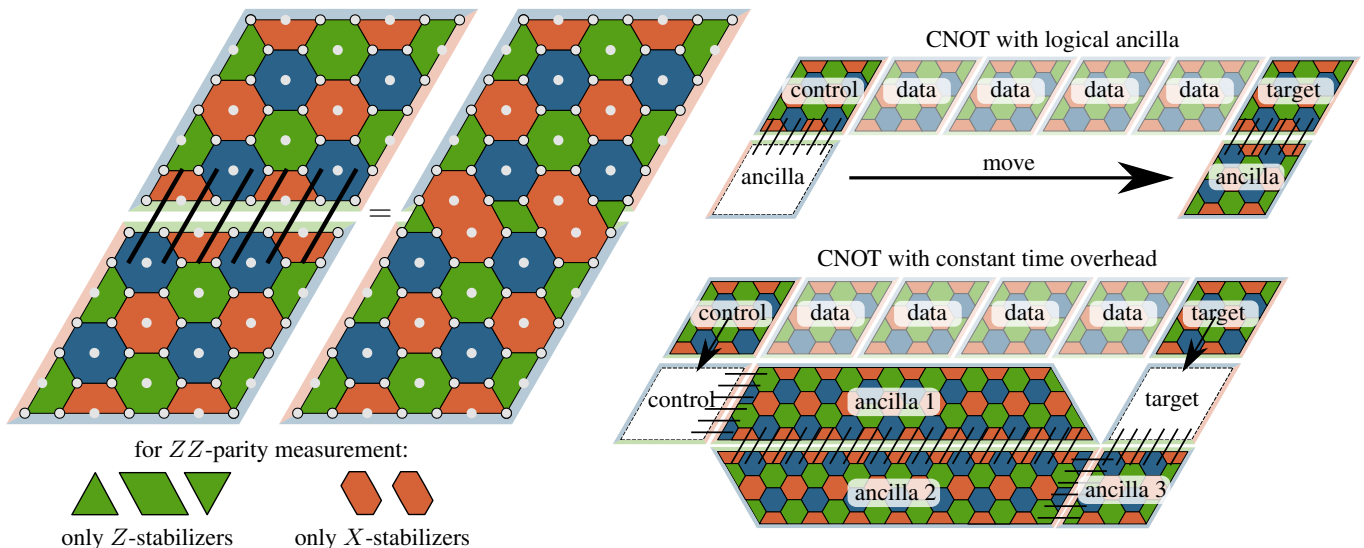 =
for ZZ-parity measurement:
only Z-stabilizers
only X-stabilizers
CNOT with logical ancilla
control data data data data target
ancilla move ancilla
CNOT with constant time overhead
control data data data data target
control ancilla 1 target
ancilla 2 ancilla 3